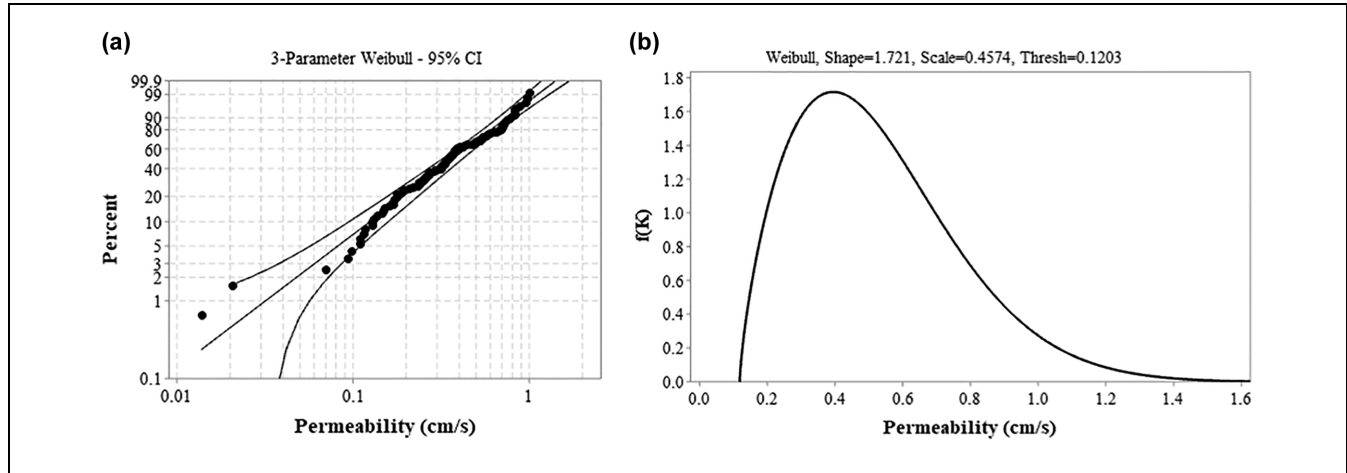 (a)
3-Parameter Weibull - 95% CI
99.9
99
90
80
60
40
20
10
5
3
2
1
0.1
Percent
0.01 0.1 1
Permeability (cm/s)
(b)
Weibull, Shape=1.721, Scale=0.4574, Thresh=0.1203
1.8
1.6
1.4
1.2
1.0
0.8
0.6
0.4
0.2
0.0
f(K)
0.0 0.2 0.4 0.6 0.8 1.0 1.2 1.4 1.6
Permeability (cm/s)